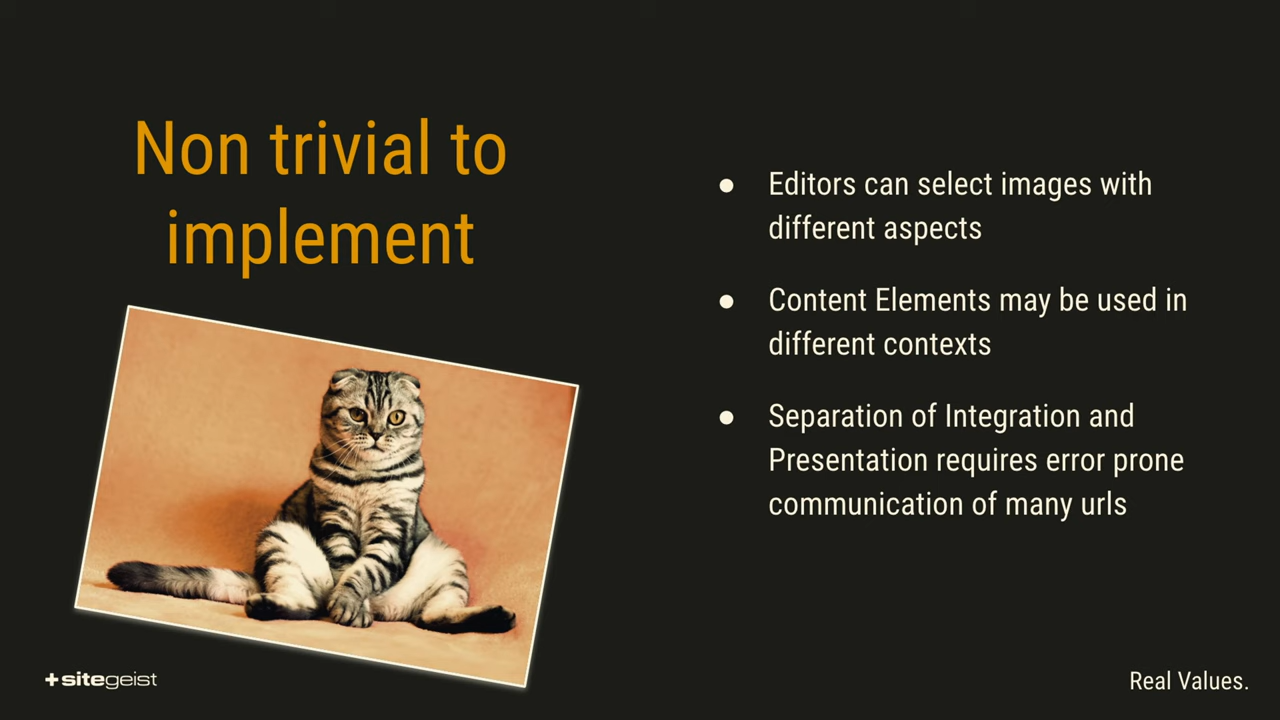 Non trivial to
implement
● Editors can select images with
different aspects
● Content Elements may be used in
different contexts
● Separation of Integration and
Presentation requires error prone
communication of many urls
+sitegeist
Real Values.